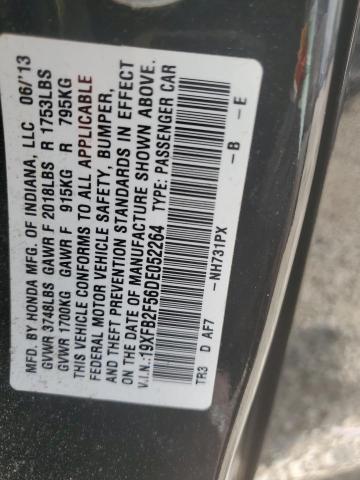 MFD. BY HONDA MFG. OF INDIANA, LLC 06/'13
GVWR 3748LBS GAWR F 2018LBS R 1753LBS
GVWR 1700KG GAWR F 915KG R 795KG
THIS VEHICLE CONFORMS TO ALL APPLICABLE
FEDERAL MOTOR VEHICLE SAFETY, BUMPER,
AND THEFT PREVENTION STANDARDS IN EFFECT
ON THE DATE OF MANUFACTURE SHOWN ABOVE.
V.I.N.:19XFB2F56DE052264 TYPE: PASSENGER CAR
-NH731PX -B -E
TR3 D AF7